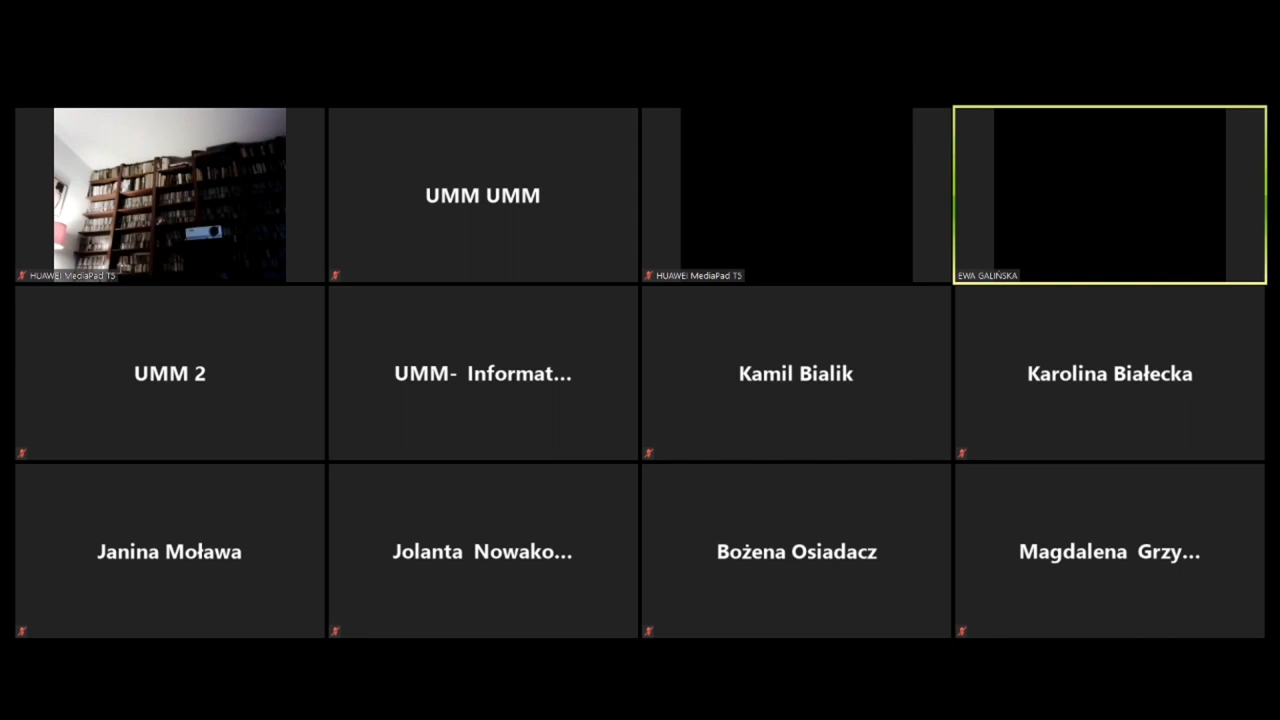 UMM UMM
HUAWEI MediaPad T5
HUAWEI MediaPad T5
EWA GALIŃSKA
UMM 2
UMM- Informat...
Kamil Bialik
Karolina Białecka
Janina Moława
Jolanta Nowako...
Bożena Osiadacz
Magdalena Grzy...